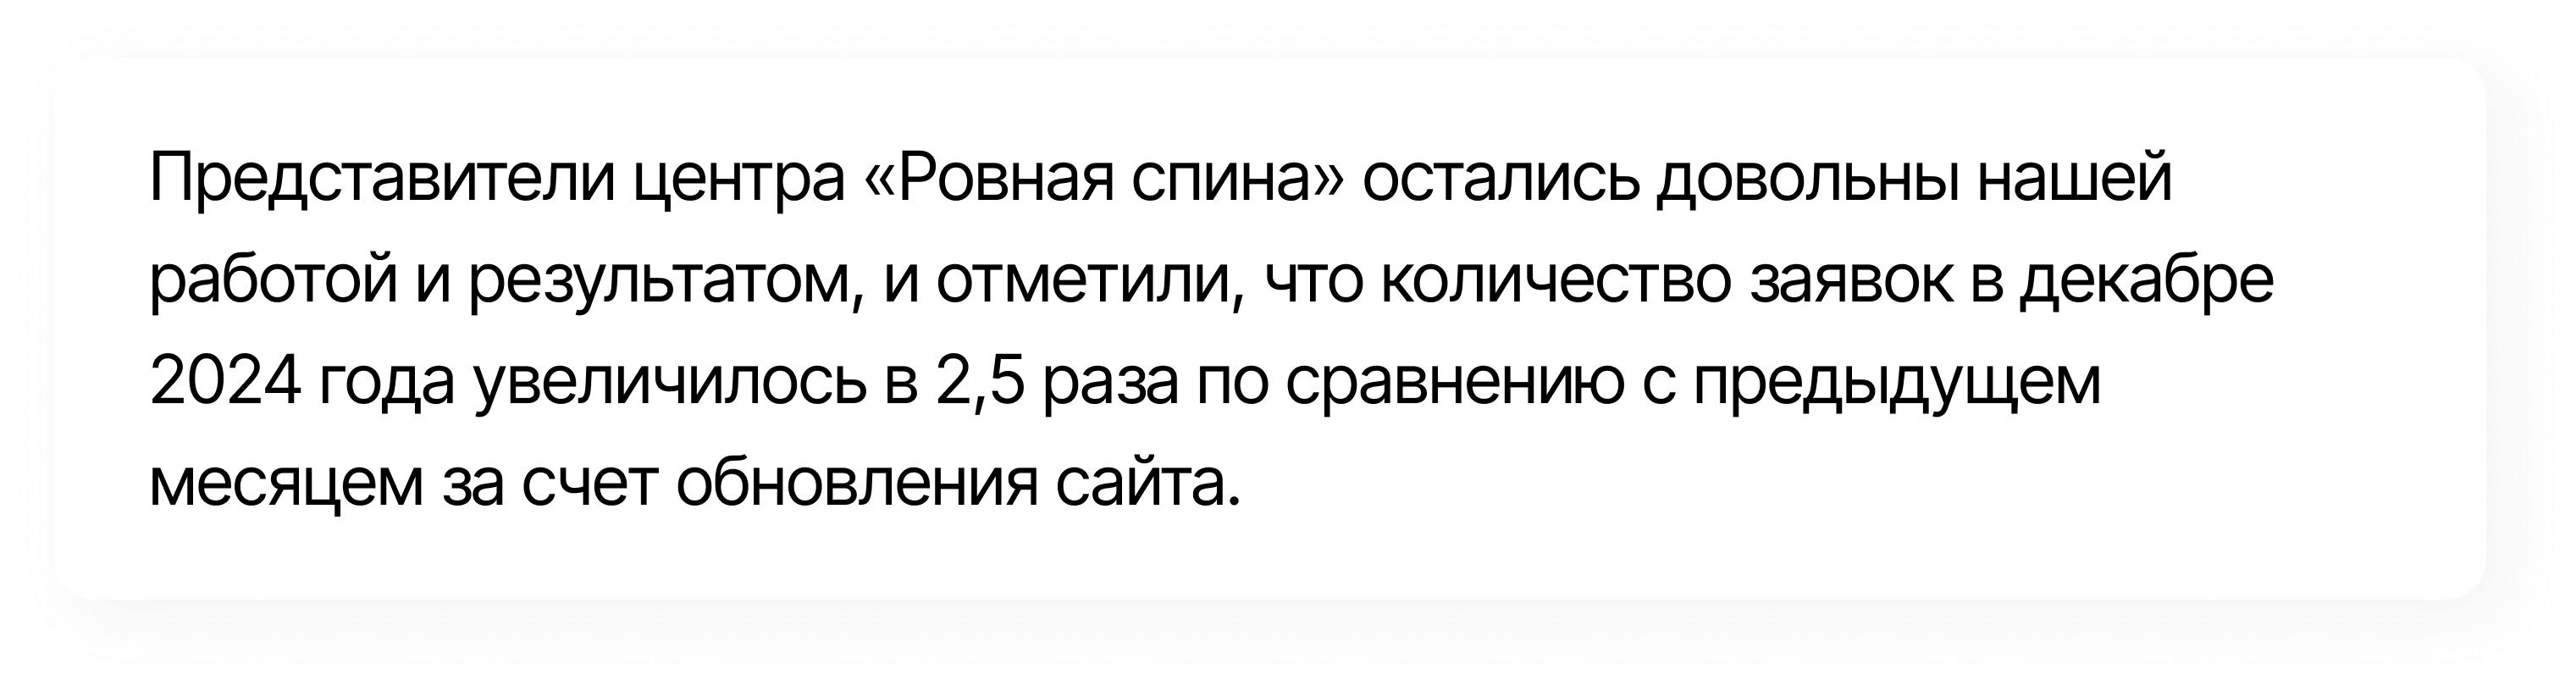 Представители центра «Ровная спина» остались довольны нашей
работой и результатом, и отметили, что количество заявок в декабре
2024 года увеличилось в 2,5 раза по сравнению с предыдущем
месяцем за счет обновления сайта.